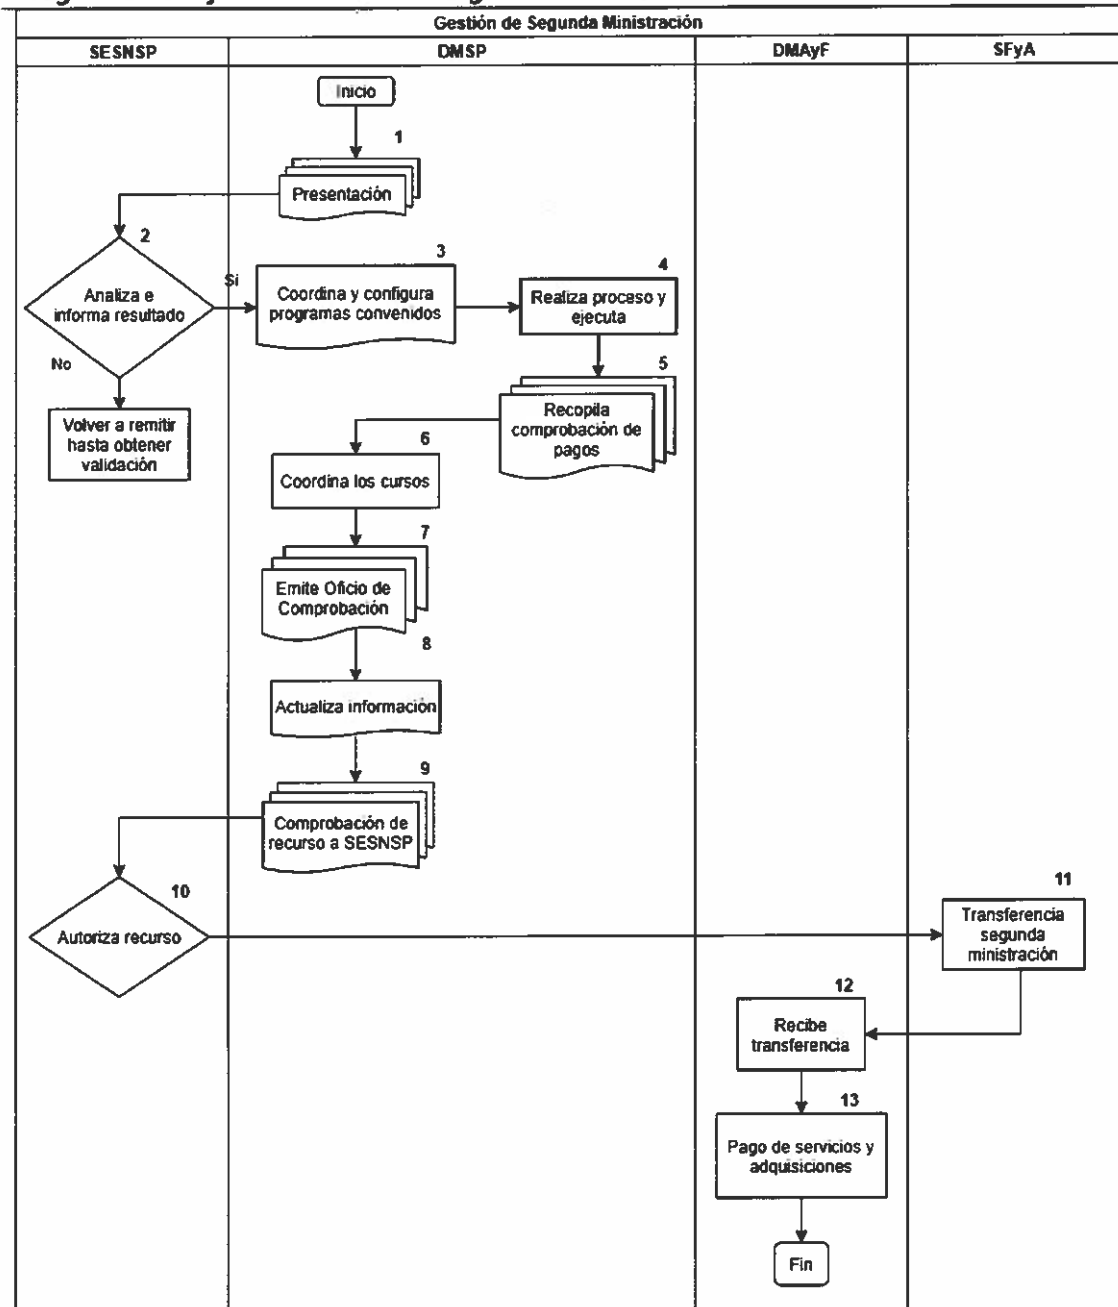 Gestión de Segunda Ministración
SESNSP
DMSP
DMAyF
SFyA
Inicio
1
Presentación
2
Analiza e
informa resultado
Si
No
Volver a remitir
hasta obtener
validación
3
Coordina y configura
programas convenidos
4
Realiza proceso y
ejecuta
5
Recopila
comprobación de
pagos
6
Coordina los cursos
7
Emite Oficio de
Comprobación
8
Actualiza información
9
Comprobación de
recurso a SESNSP
10
Autoriza recurso
11
Transferencia
segunda
ministración
12
Recibe
transferencia
13
Pago de servicios y
adquisiciones
Fin